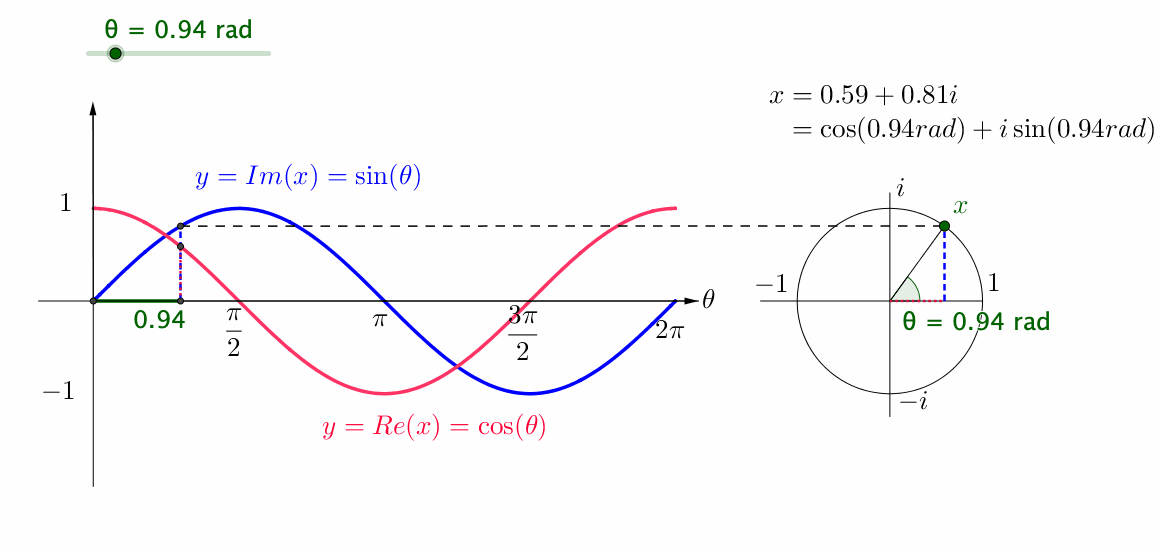 θ = 0.94 rad
x = 0.59 + 0.81i
= cos(0.94rad) + i sin(0.94rad)
y = Im(x) = sin(θ)
i
1
x
−1
1
θ
0.94
π/2
π
3π/2
2π
θ = 0.94 rad
−1
−i
y = Re(x) = cos(θ)